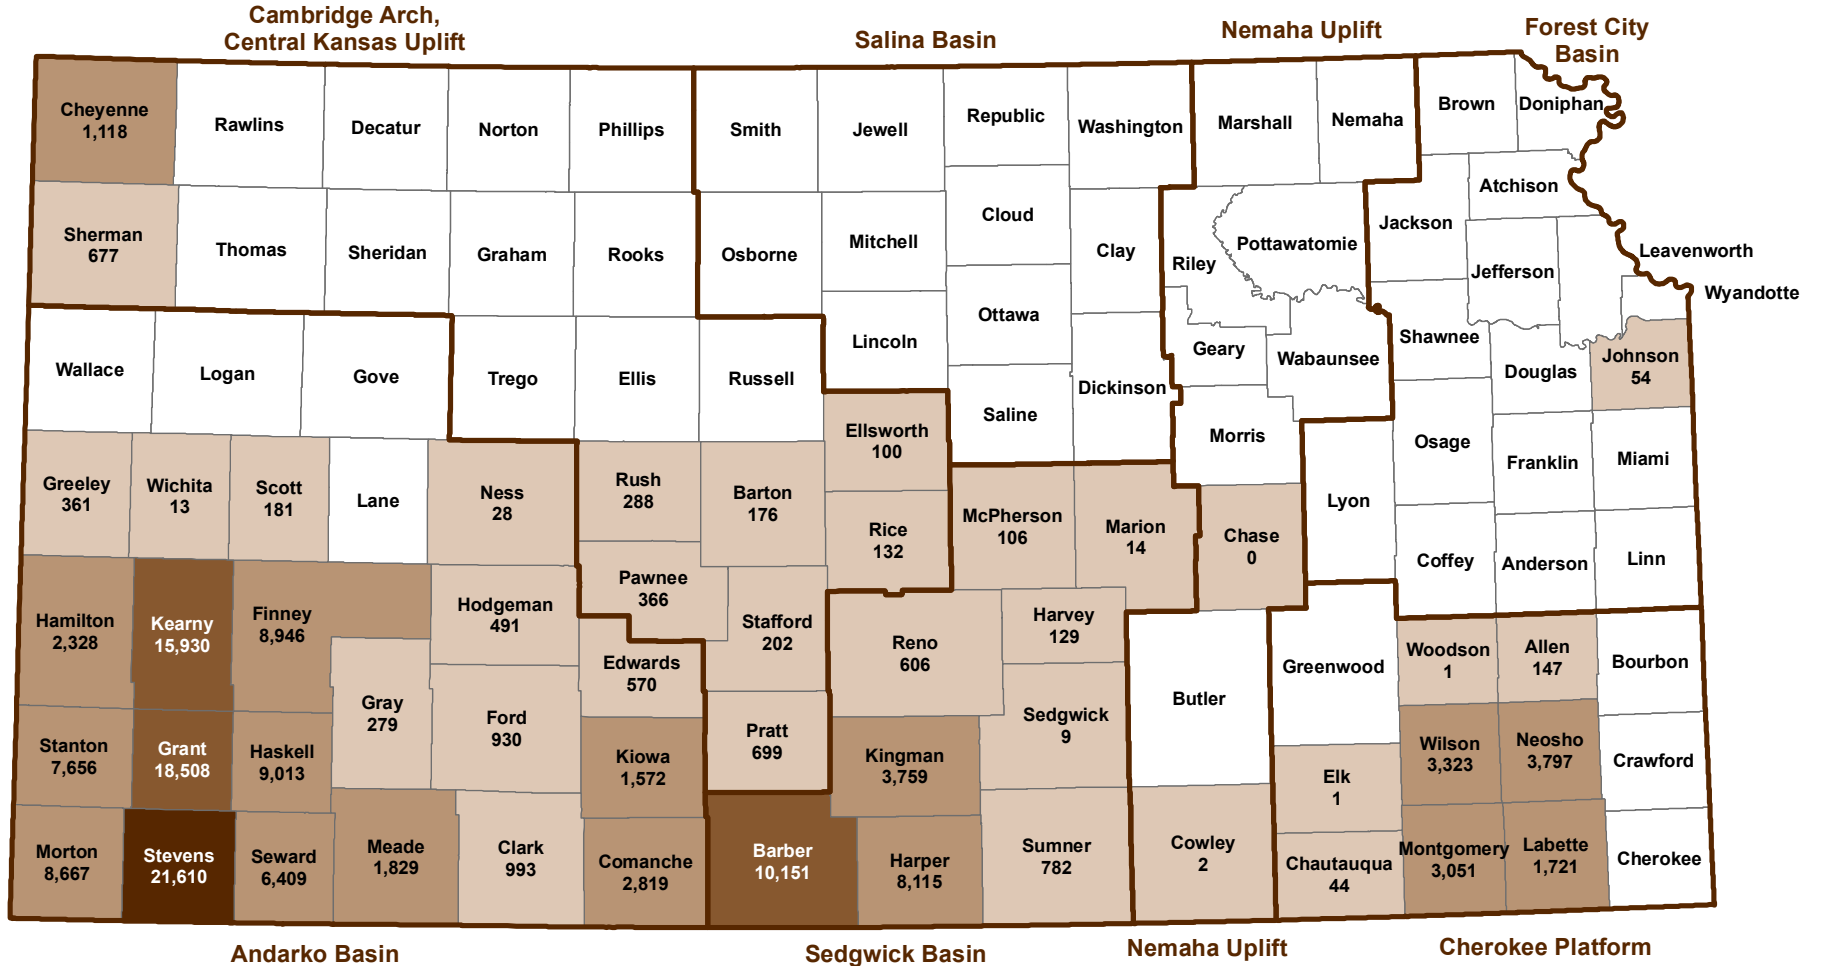 Cambridge Arch,
Central Kansas Uplift
Salina Basin
Nemaha Uplift
Forest City
Basin
Cheyenne
1,118
Rawlins
Decatur
Norton
Phillips
Smith
Jewell
Republic
Washington
Marshall
Nemaha
Brown
Doniphan
Atchison
Sherman
677
Thomas
Sheridan
Graham
Rooks
Osborne
Mitchell
Cloud
Clay
Riley
Pottawatomie
Jackson
Jefferson
Leavenworth
Wyandotte
Wallace
Logan
Gove
Trego
Ellis
Russell
Lincoln
Ottawa
Saline
Dickinson
Geary
Wabaunsee
Morris
Shawnee
Douglas
Johnson
54
Greeley
361
Wichita
13
Scott
181
Lane
Ness
28
Rush
288
Barton
176
Ellsworth
100
Rice
132
McPherson
106
Marion
14
Chase
0
Lyon
Osage
Franklin
Miami
Coffey
Anderson
Linn
Hamilton
2,328
Kearny
15,930
Finney
8,946
Hodgeman
491
Pawnee
366
Stafford
202
Edwards
570
Reno
606
Harvey
129
Butler
Greenwood
Woodson
1
Allen
147
Bourbon
Stanton
7,656
Grant
18,508
Haskell
9,013
Gray
279
Ford
930
Kiowa
1,572
Pratt
699
Kingman
3,759
Sedgwick
9
Elk
1
Wilson
3,323
Neosho
3,797
Crawford
Morton
8,667
Stevens
21,610
Seward
6,409
Meade
1,829
Clark
993
Comanche
2,819
Barber
10,151
Harper
8,115
Sumner
782
Cowley
2
Chautauqua
44
Montgomery
3,051
Labette
1,721
Cherokee
Andarko Basin
Sedgwick Basin
Nemaha Uplift
Cherokee Platform